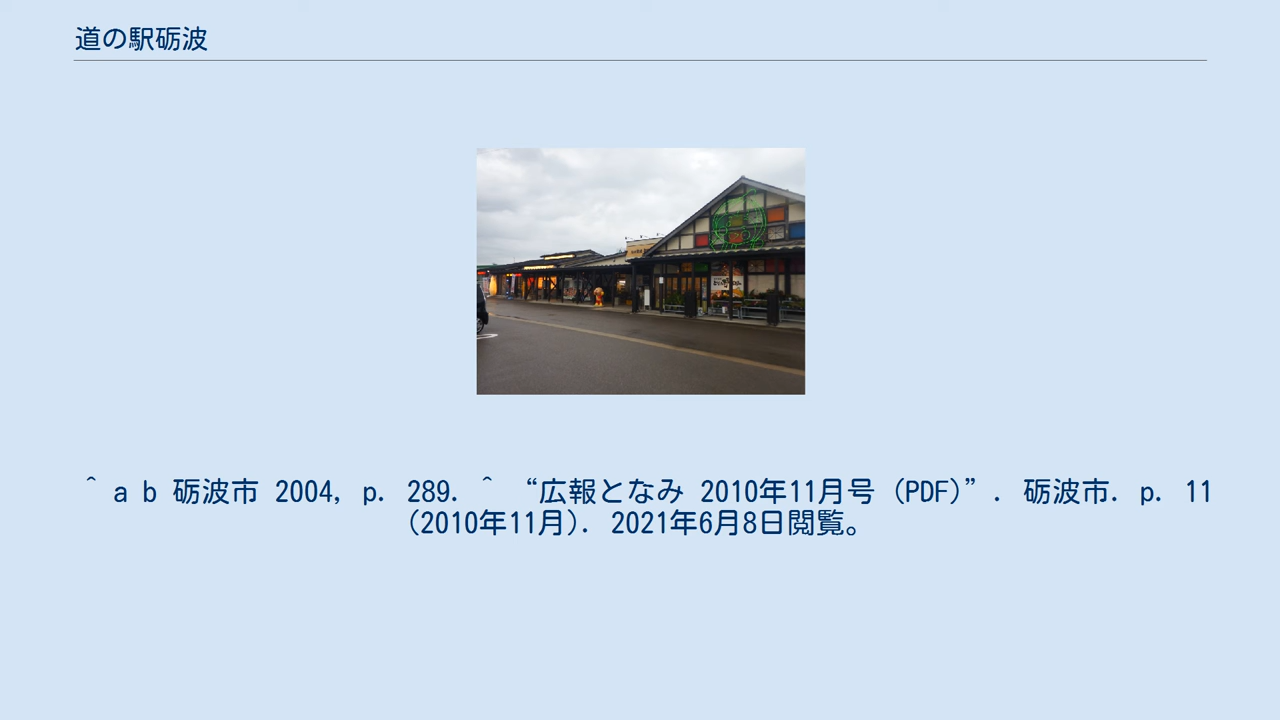 道の駅砺波
^ a b 砺波市 2004, p. 289. ^ “広報となみ 2010年11月号 (PDF)”. 砺波市. p. 11
(2010年11月). 2021年6月8日閲覧。